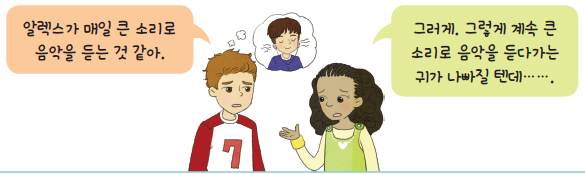 알렉스가 매일 큰 소리로
음악을 듣는 것 같아.
그러게. 그렇게 계속 큰
소리로 음악을 듣다가는
귀가 나빠질 텐데…….
7